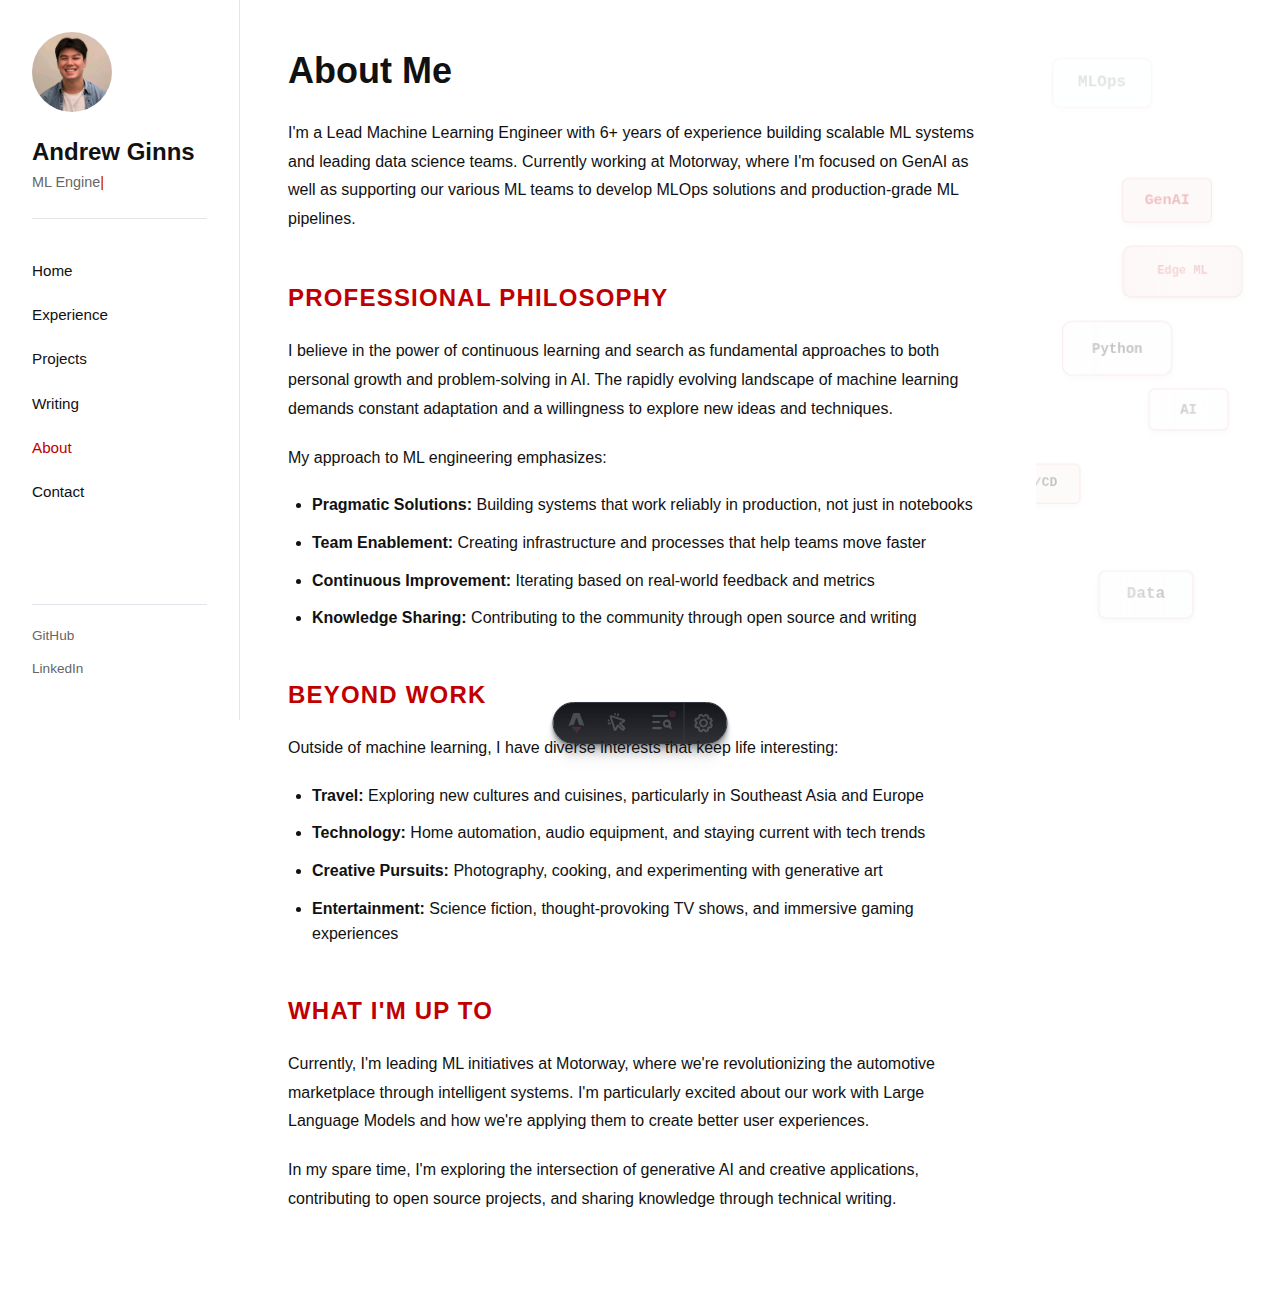 Andrew Ginns
ML Engine
Home
Experience
Projects
Writing
About
Contact
GitHub
LinkedIn
About Me
I'm a Lead Machine Learning Engineer with 6+ years of experience building scalable ML systems
and leading data science teams. Currently working at Motorway, where I'm focused on GenAI as
well as supporting our various ML teams to develop MLOps solutions and production-grade ML
pipelines.
PROFESSIONAL PHILOSOPHY
I believe in the power of continuous learning and search as fundamental approaches to both
personal growth and problem-solving in AI. The rapidly evolving landscape of machine learning
demands constant adaptation and a willingness to explore new ideas and techniques.
My approach to ML engineering emphasizes:
Pragmatic Solutions: Building systems that work reliably in production, not just in notebooks
Team Enablement: Creating infrastructure and processes that help teams move faster
Continuous Improvement: Iterating based on real-world feedback and metrics
Knowledge Sharing: Contributing to the community through open source and writing
BEYOND WORK
Outside of machine learning, I have diverse interests that keep life interesting:
Travel: Exploring new cultures and cuisines, particularly in Southeast Asia and Europe
Technology: Home automation, audio equipment, and staying current with tech trends
Creative Pursuits: Photography, cooking, and experimenting with generative art
Entertainment: Science fiction, thought-provoking TV shows, and immersive gaming
experiences
WHAT I'M UP TO
Currently, I'm leading ML initiatives at Motorway, where we're revolutionizing the automotive
marketplace through intelligent systems. I'm particularly excited about our work with Large
Language Models and how we're applying them to create better user experiences.
In my spare time, I'm exploring the intersection of generative AI and creative applications,
contributing to open source projects, and sharing knowledge through technical writing.
MLOps
GenAI
Edge ML
Python
AI
/CD
Data